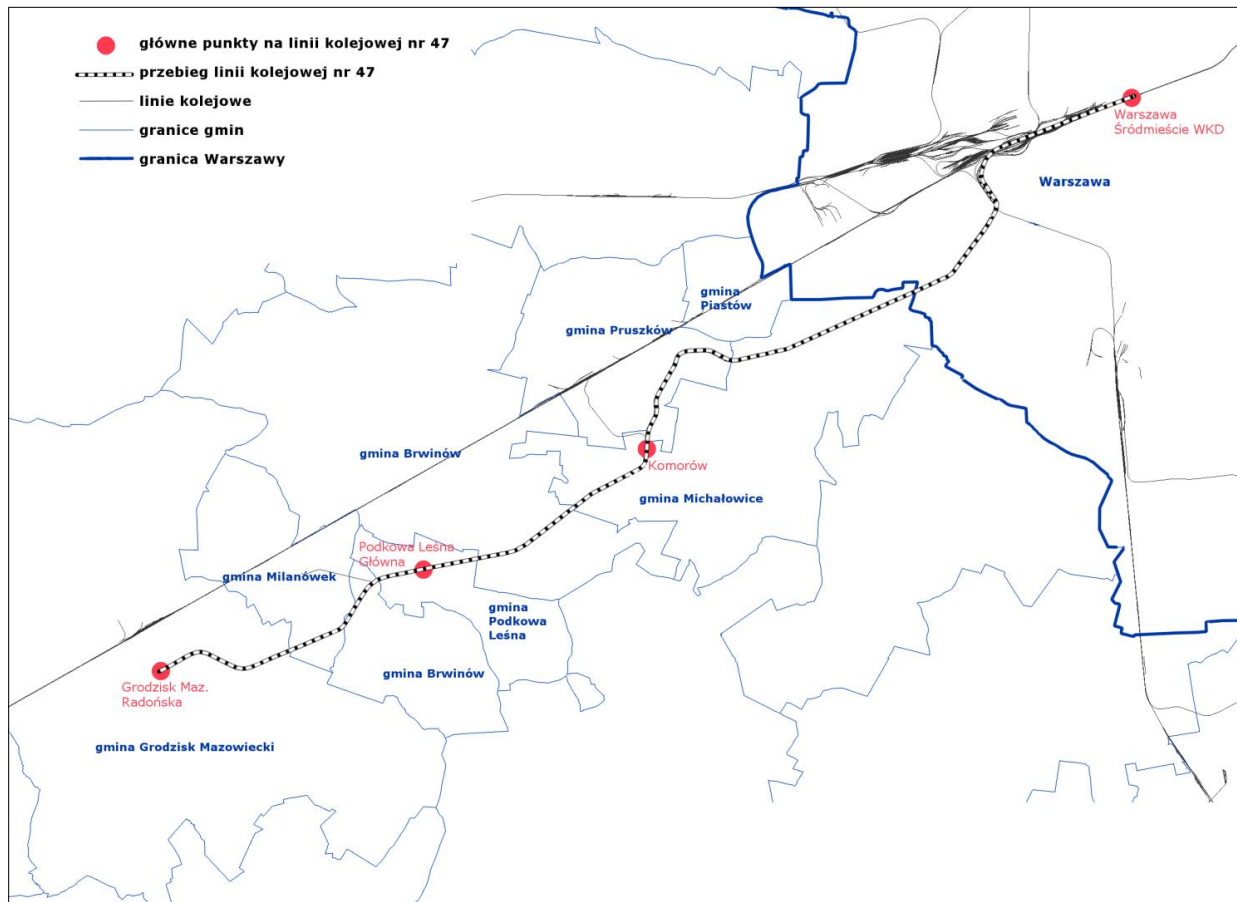 główne punkty na linii kolejowej nr 47
przebieg linii kolejowej nr 47
linie kolejowe
granice gmin
granica Warszawy
Warszawa
Śródmieście WKD
Warszawa
gmina
Piastów
gmina Pruszków
gmina Brwinów
Komorów
gmina Michałowice
Podkowa Leśna
Główna
gmina Milanówek
gmina
Podkowa
Leśna
gmina Brwinów
Grodzisk Maz.
Radońska
gmina Grodzisk Mazowiecki